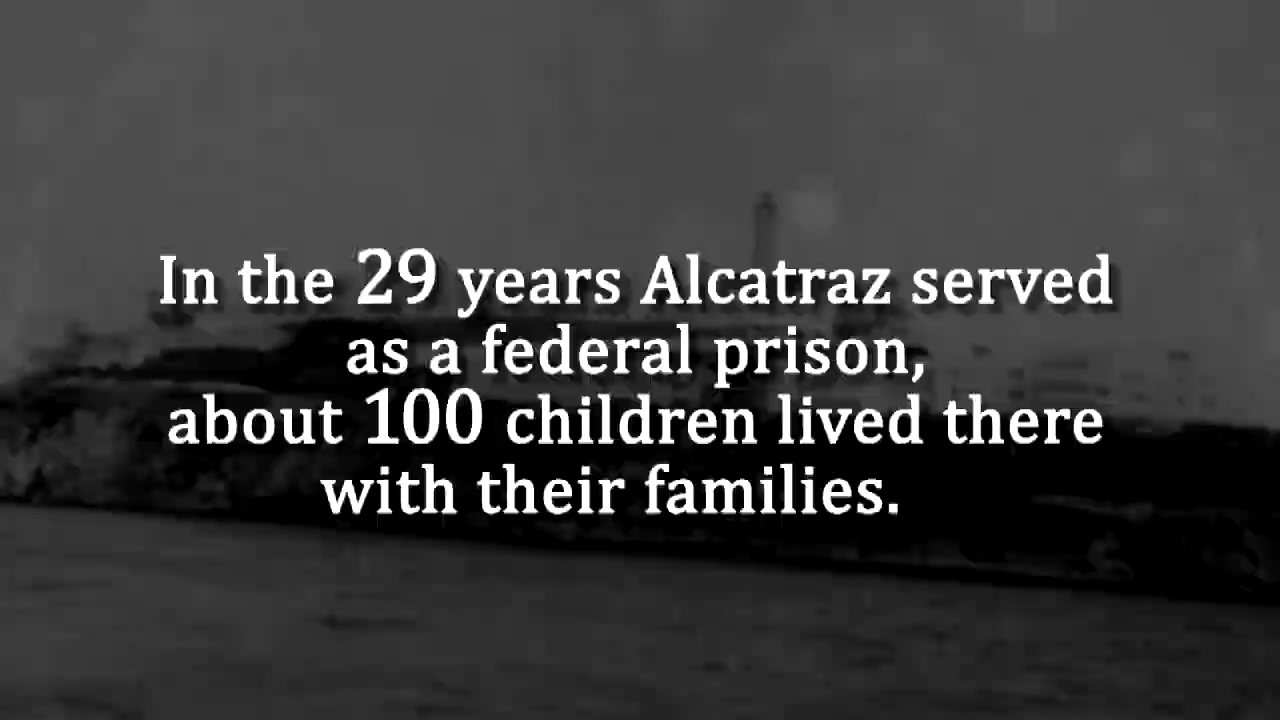 In the 29 years Alcatraz served
as a federal prison,
about 100 children lived there
with their families.